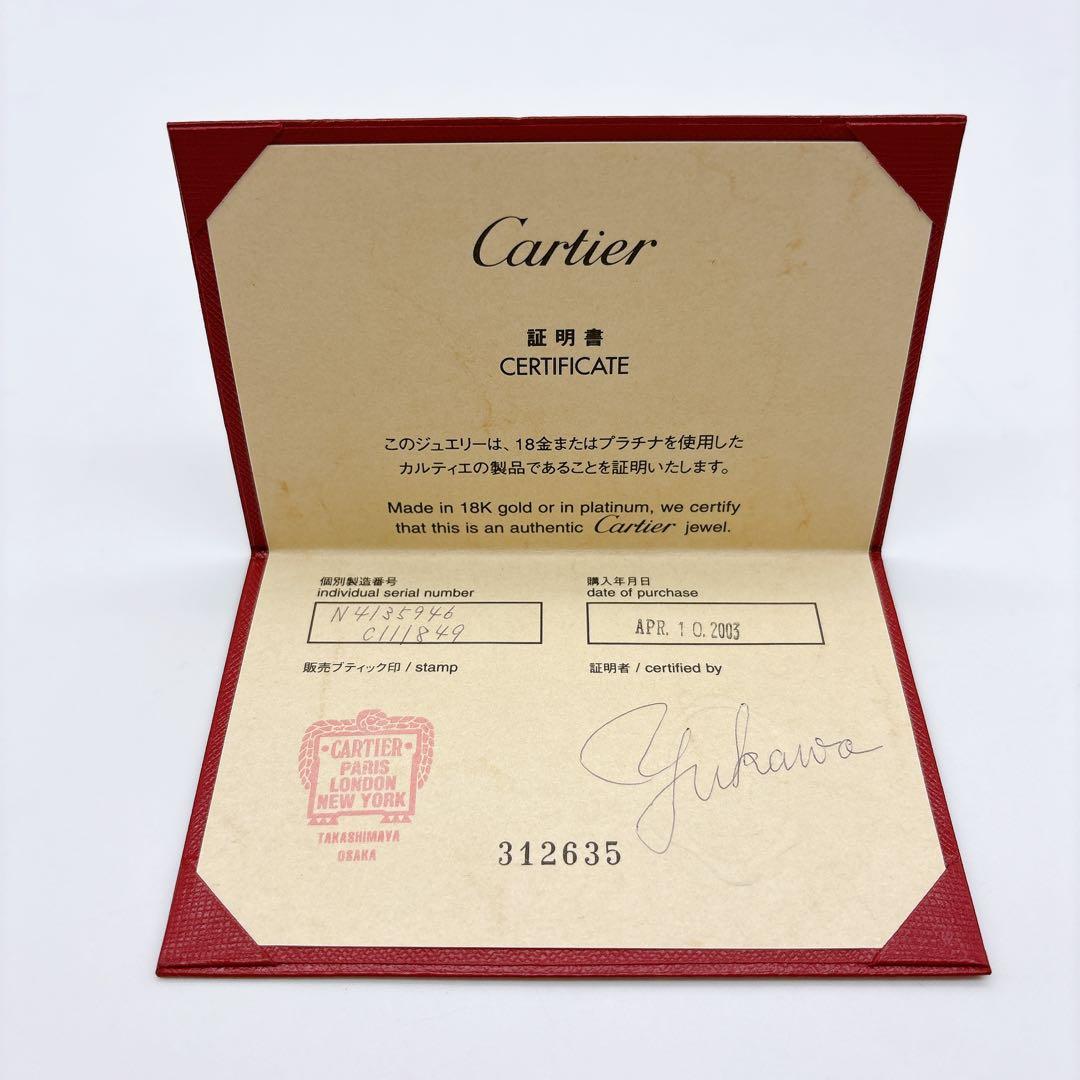 Cartier
証明書
CERTIFICATE
このジュエリーは、18金またはプラチナを使用した
カルティエの製品であることを証明いたします。
Made in 18K gold or in platinum, we certify
that this is an authentic Cartier jewel.
個別製造番号
individual serial number
N4135946
C111849
購入年月日
date of purchase
APR. 10.2003
販売ブティック印 / stamp
証明者 / certified by
CARTIER
PARIS
LONDON
NEW YORK
TAKASHIMAYA
OSAKA
Yukawa
312635